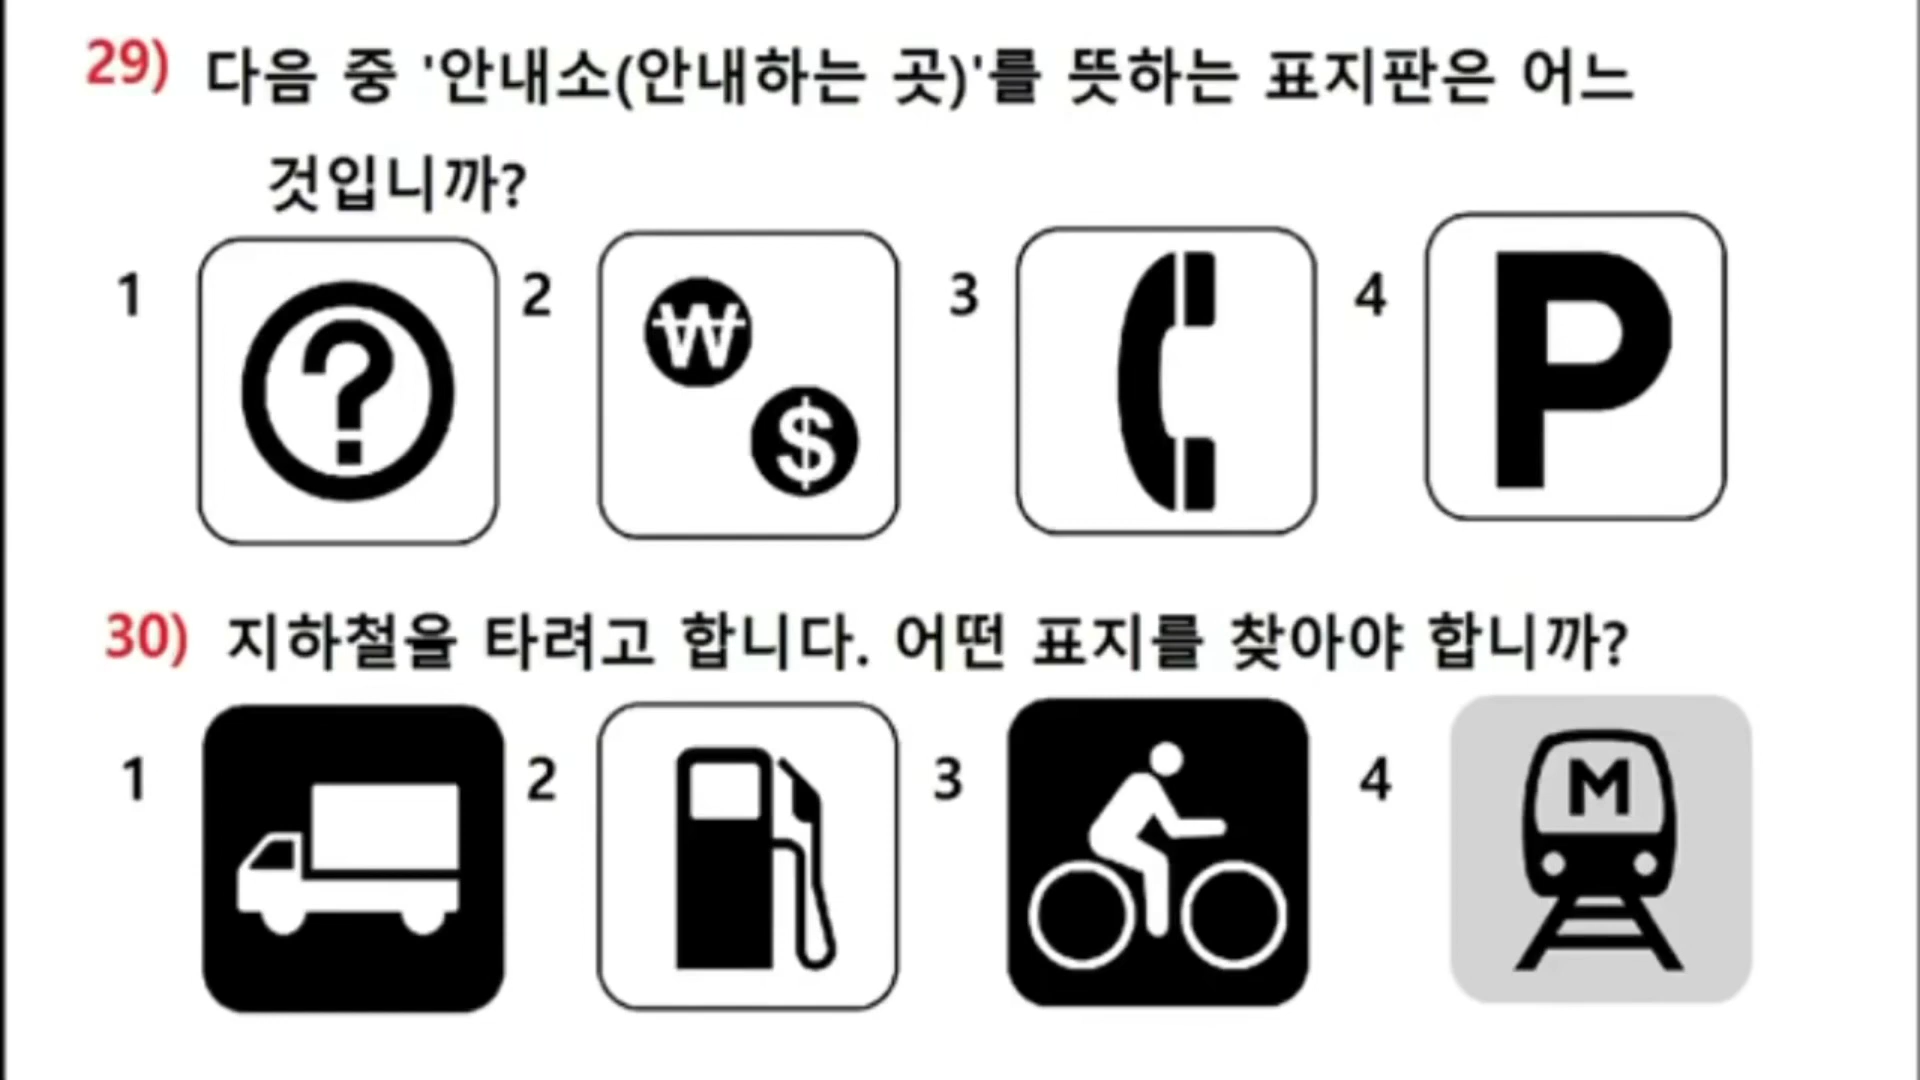 29) 다음 중 '안내소(안내하는 곳)'를 뜻하는 표지판은 어느
것입니까?
1 ? 2 ₩ $ 3 4 P
30) 지하철을 타려고 합니다. 어떤 표지를 찾아야 합니까?
1 2 3 4 M